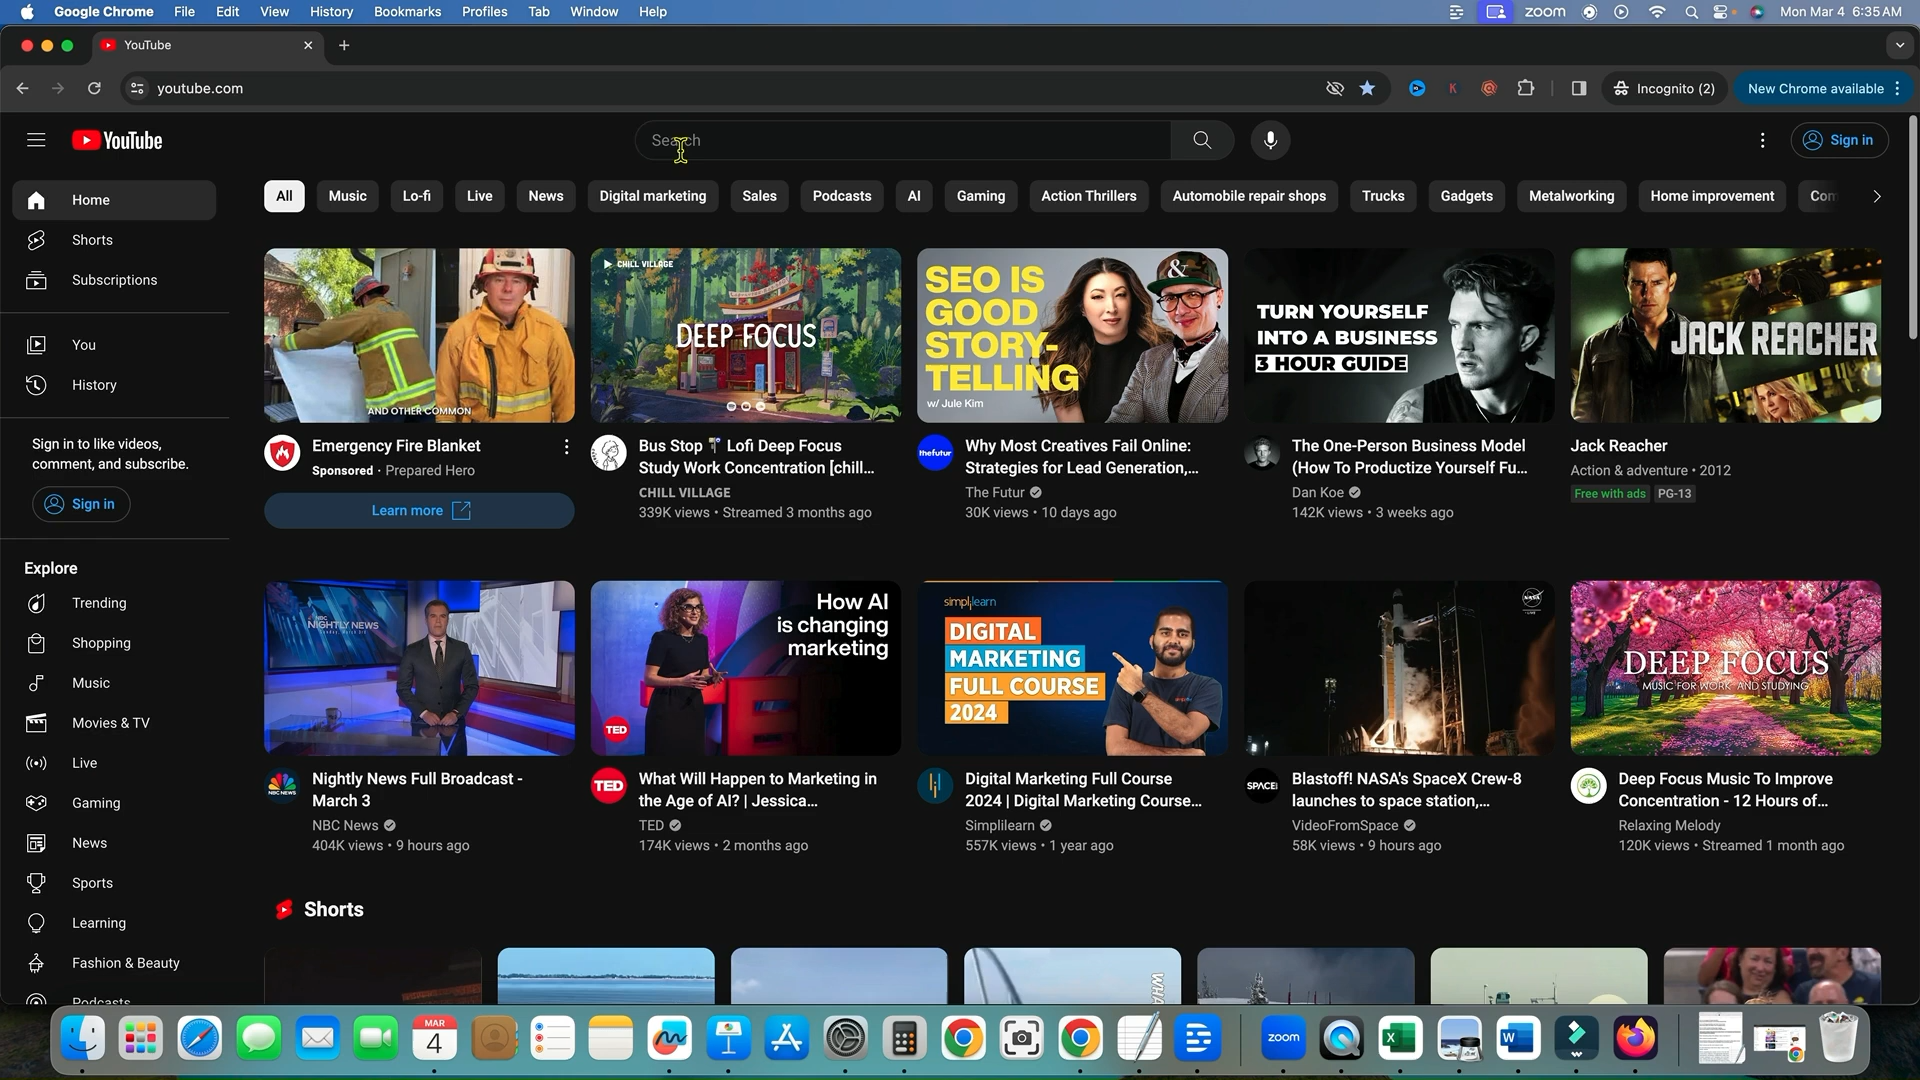 Google Chrome File Edit View History Bookmarks Profiles Tab Window Help zoom Mon Mar 4 6:35 AM
YouTube
youtube.com Incognito (2) New Chrome available
YouTube Search Sign in
All Music Lo-fi Live News Digital marketing Sales Podcasts AI Gaming Action Thrillers Automobile repair shops Trucks Gadgets Metalworking Home improvement Com
Home
Shorts
Subscriptions
You
History
Sign in to like videos,
comment, and subscribe.
Sign in
Explore
Trending
Shopping
Music
Movies & TV
Live
Gaming
News
Sports
Learning
Fashion & Beauty
Podcasts
AND OTHER COMMON
Emergency Fire Blanket
Sponsored · Prepared Hero
Learn more
CHILL VILLAGE
DEEP FOCUS
Bus Stop 🚏 Lofi Deep Focus
Study Work Concentration [chill...
CHILL VILLAGE
339K views • Streamed 3 months ago
SEO IS
GOOD
STORY-
TELLING
w/ Jule Kim
&
thefutur
Why Most Creatives Fail Online:
Strategies for Lead Generation,...
The Futur
30K views • 10 days ago
TURN YOURSELF
INTO A BUSINESS
3 HOUR GUIDE
The One-Person Business Model
(How To Productize Yourself Fu...
Dan Koe
142K views • 3 weeks ago
JACK REACHER
Jack Reacher
Action & adventure • 2012
Free with ads PG-13
NBC
NIGHTLY NEWS
NBC NEWS
Nightly News Full Broadcast -
March 3
NBC News
404K views • 9 hours ago
How AI
is changing
marketing
TED
TED
What Will Happen to Marketing in
the Age of AI? | Jessica...
TED
174K views • 2 months ago
simplilearn
DIGITAL
MARKETING
FULL COURSE
2024
Digital Marketing Full Course
2024 | Digital Marketing Course...
Simplilearn
557K views • 1 year ago
NASA
SPACE
Blastoff! NASA's SpaceX Crew-8
launches to space station,...
VideoFromSpace
58K views • 9 hours ago
DEEP FOCUS
MUSIC FOR WORK AND STUDYING
Deep Focus Music To Improve
Concentration - 12 Hours of...
Relaxing Melody
120K views • Streamed 1 month ago
Shorts
WHA
MAR
4
zoom
X
W